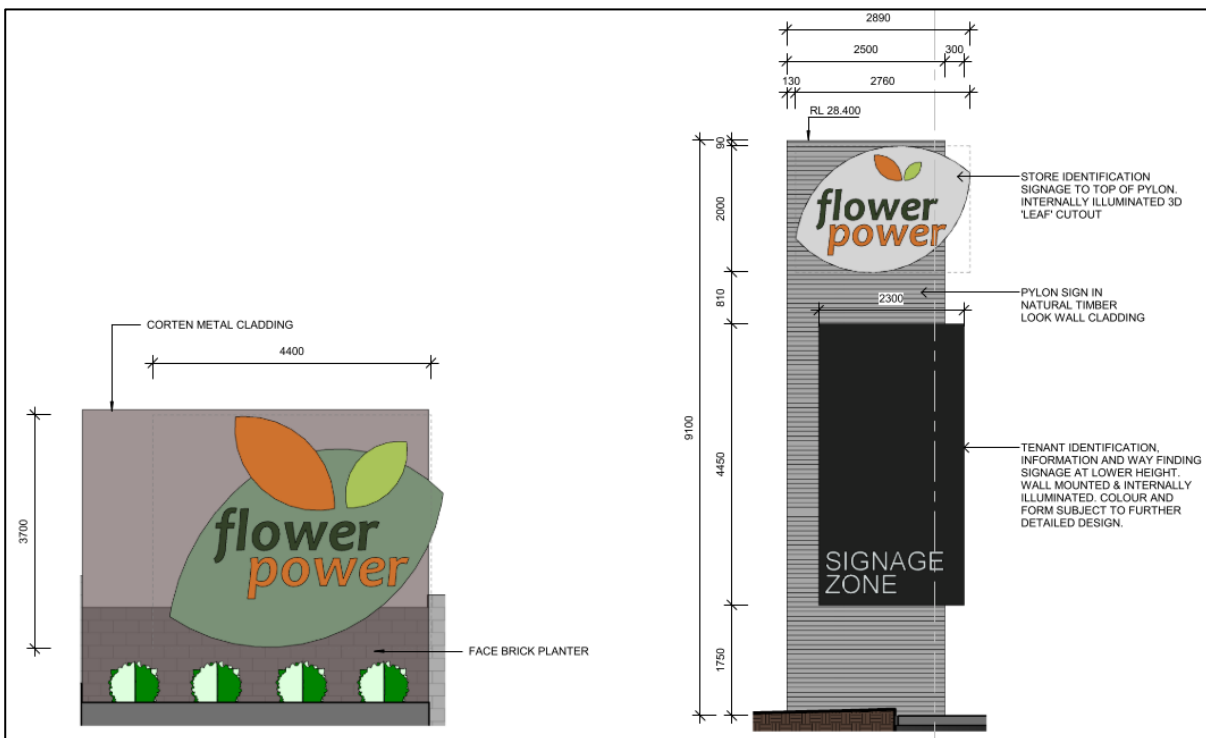 CORTEN METAL CLADDING
4400
3700
flower
power
FACE BRICK PLANTER
2890
2500
300
130
2760
RL 28.400
90
2000
810
4450
1750
9100
flower
power
2300
SIGNAGE
ZONE
STORE IDENTIFICATION
SIGNAGE TO TOP OF PYLON.
INTERNALLY ILLUMINATED 3D
'LEAF' CUTOUT
PYLON SIGN IN
NATURAL TIMBER
LOOK WALL CLADDING
TENANT IDENTIFICATION,
INFORMATION AND WAY FINDING
SIGNAGE AT LOWER HEIGHT.
WALL MOUNTED & INTERNALLY
ILLUMINATED. COLOUR AND
FORM SUBJECT TO FURTHER
DETAILED DESIGN.